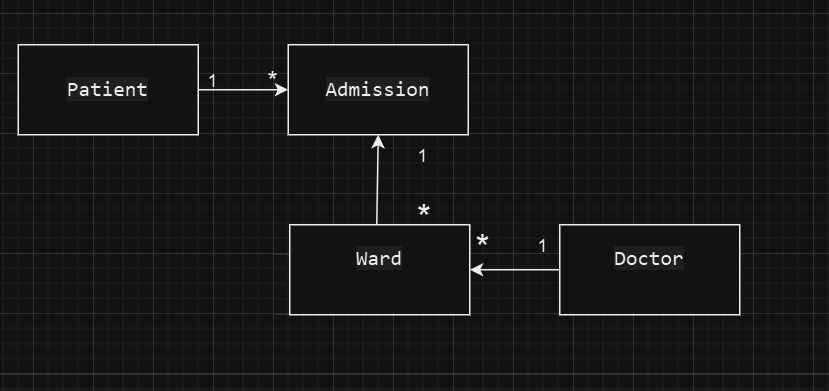 Patient
1
*
Admission
1
*
Ward
*
1
Doctor